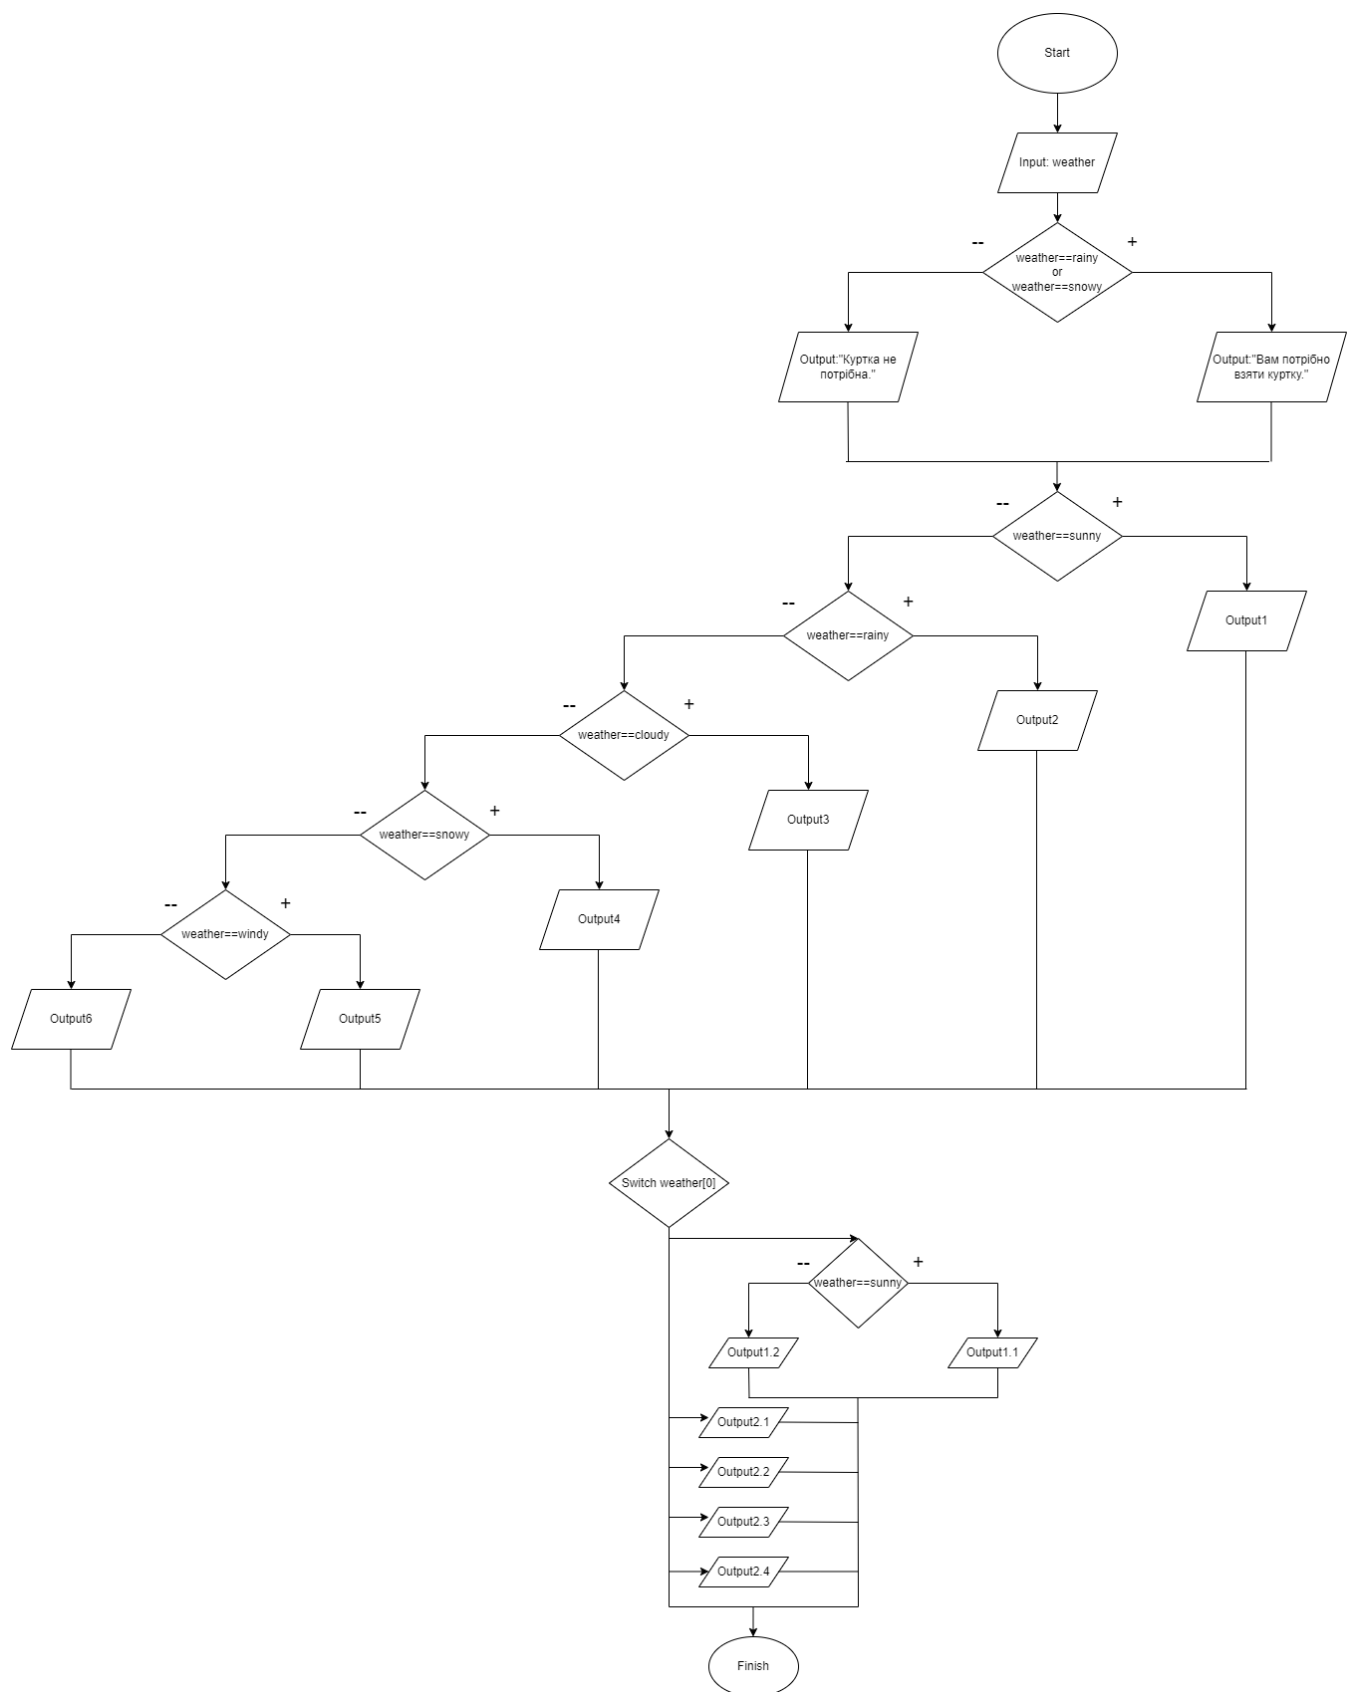 Start
Input: weather
--
+
weather==rainy
or
weather==snowy
Output:"Куртка не
потрібна."
Output:"Вам потрібно
взяти куртку."
--
+
weather==sunny
--
+
Output1
weather==rainy
--
+
Output2
weather==cloudy
--
+
Output3
weather==snowy
--
+
Output4
weather==windy
Output6
Output5
Switch weather[0]
--
+
weather==sunny
Output1.2
Output1.1
Output2.1
Output2.2
Output2.3
Output2.4
Finish